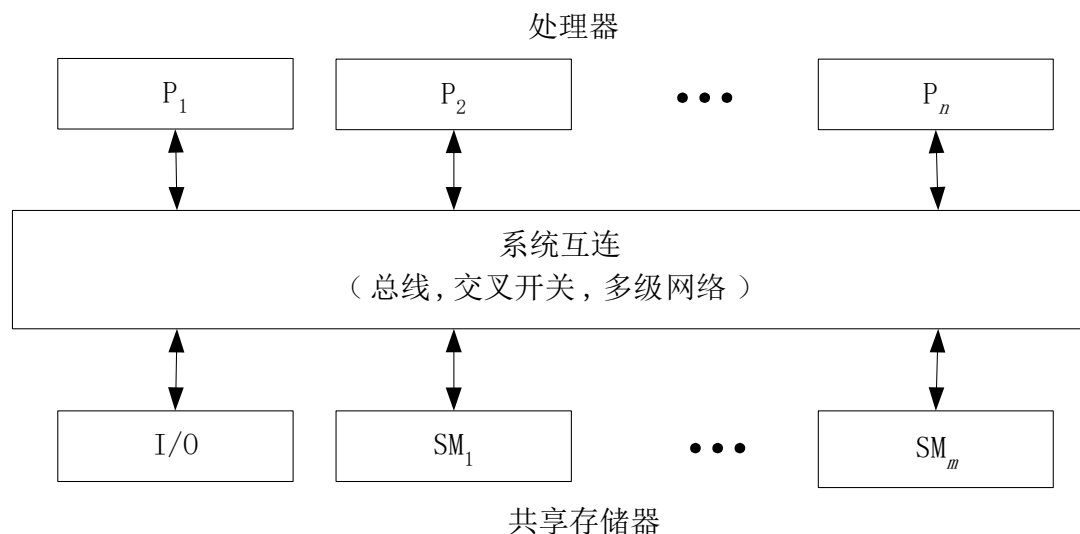 处理器
P₁ P₂ ••• Pₙ
系统互连
（总线,交叉开关,多级网络）
I/O SM₁ ••• SMₘ
共享存储器